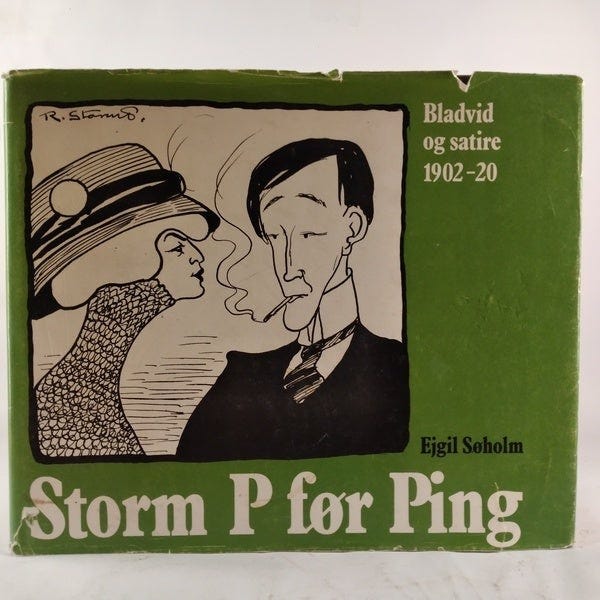 R. Storm P.
Bladvid
og satire
1902-20
Ejgil Søholm
Storm P før Ping